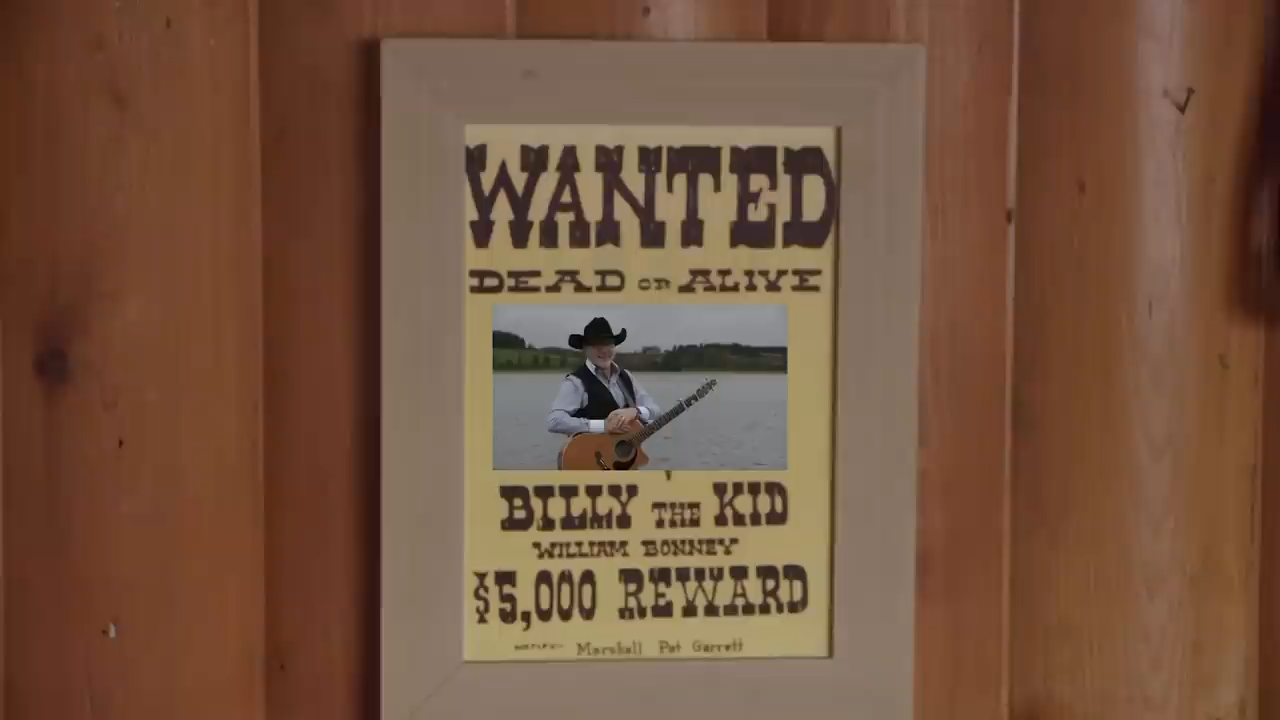 WANTED
DEAD OR ALIVE
BILLY THE KID
WILLIAM BONNEY
$5,000 REWARD
Marshall Pat Garrett